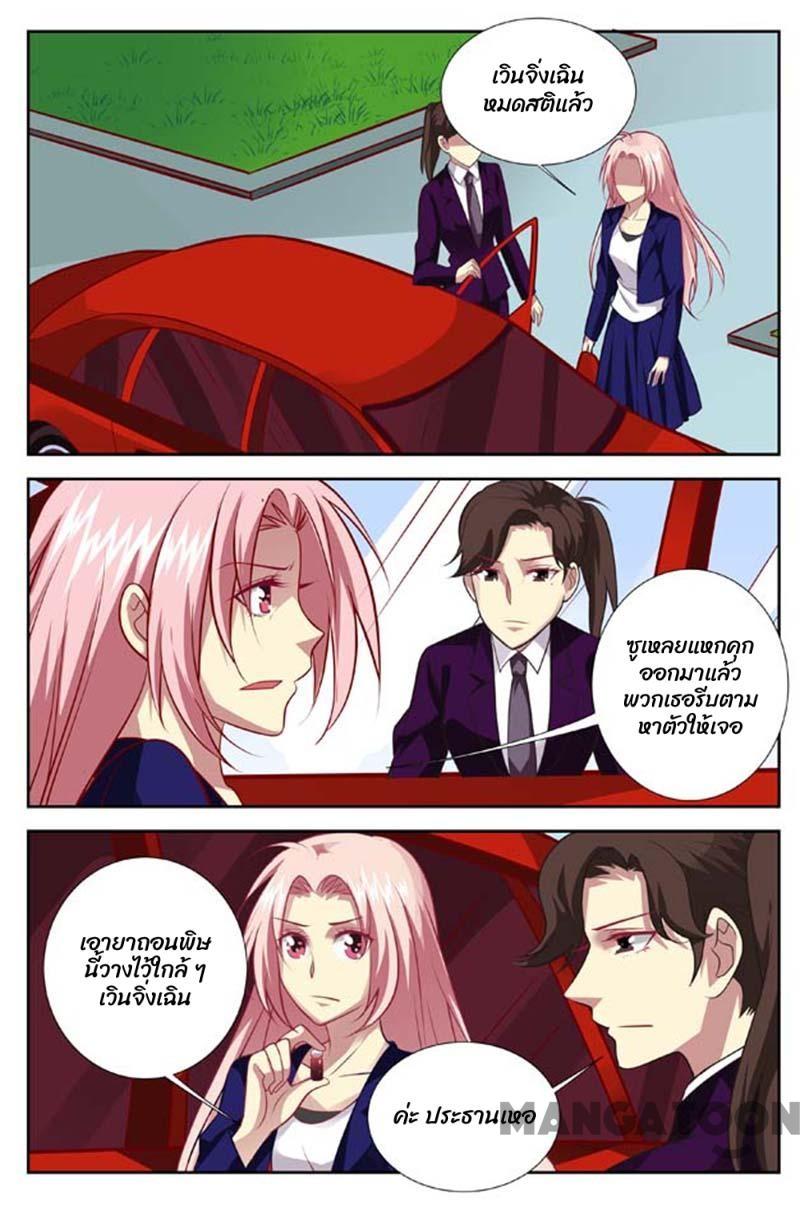 เวินจิ่งเฉิน
หมดสติแล้ว
ซูเหลยแหกคุก
ออกมาแล้ว
พวกเธอรีบตาม
หาตัวให้เจอ
เอายาถอนพิษ
นี้วางไว้ใกล้ ๆ
เวินจิ่งเฉิน
ค่ะ ประธานเหอ
MANGATOON